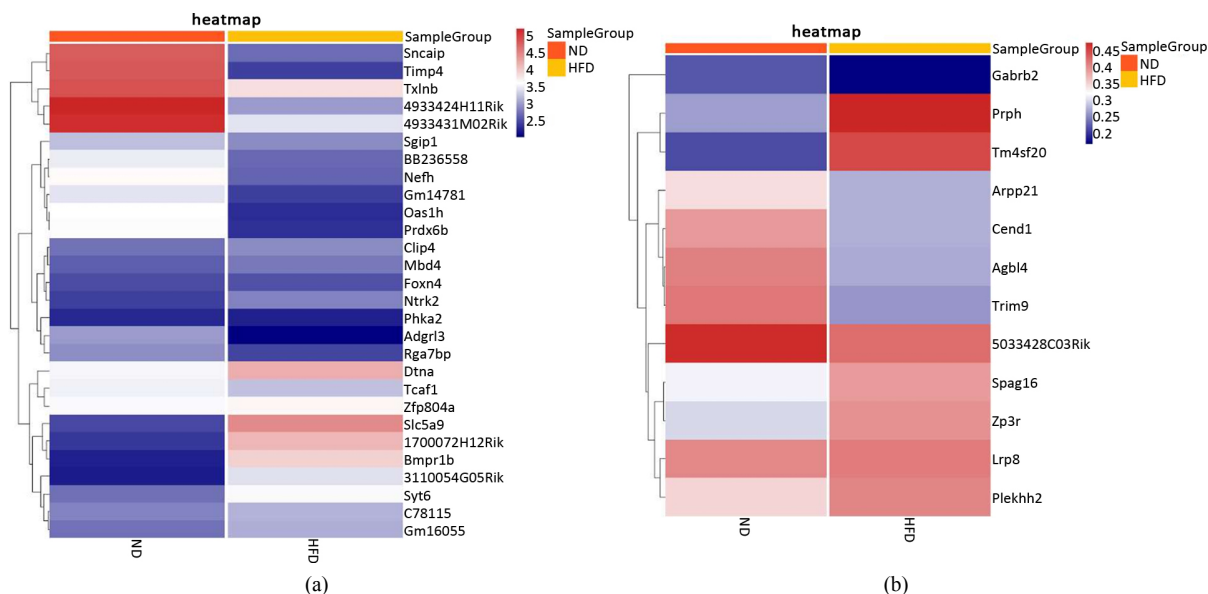 heatmap
SampleGroup
Sncaip
Timp4
Txlnb
4933424H11Rik
4933431M02Rik
Sgip1
BB236558
Nefh
Gm14781
Oas1h
Prdx6b
Clip4
Mbd4
Foxn4
Ntrk2
Phka2
Adgrl3
Rga7bp
Dtna
Tcaf1
Zfp804a
Slc5a9
1700072H12Rik
Bmpr1b
3110054G05Rik
Syt6
C78115
Gm16055
ND
HFD
5
4.5
4
3.5
3
2.5
SampleGroup
ND
HFD
(a)
heatmap
SampleGroup
Gabrb2
Prph
Tm4sf20
Arpp21
Cend1
Agbl4
Trim9
5033428C03Rik
Spag16
Zp3r
Lrp8
Plekhh2
ND
HFD
0.45
0.4
0.35
0.3
0.25
0.2
SampleGroup
ND
HFD
(b)